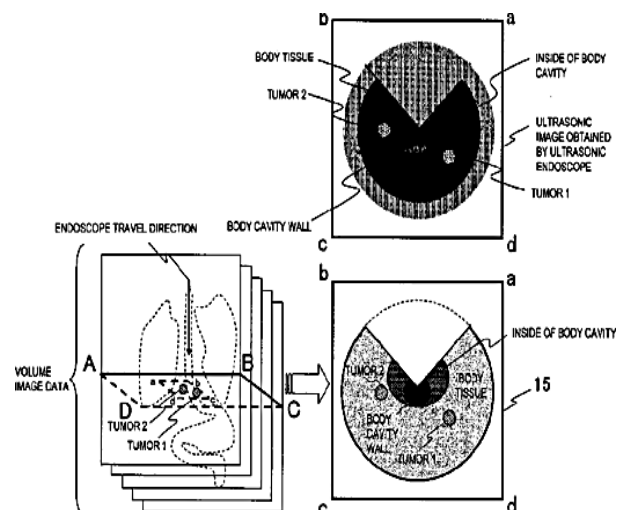 b
a
BODY TISSUE
INSIDE OF BODY
CAVITY
TUMOR 2
ULTRASONIC
IMAGE OBTAINED
BY ULTRASONIC
ENDOSCOPE
TUMOR 1
BODY CAVITY WALL
c
d
ENDOSCOPE TRAVEL DIRECTION
VOLUME
IMAGE DATA
A
B
D
C
TUMOR 2
TUMOR 1
b
a
INSIDE OF BODY CAVITY
15
TUMOR 2
BODY
TISSUE
BODY
CAVITY
WALL
TUMOR 1
c
d